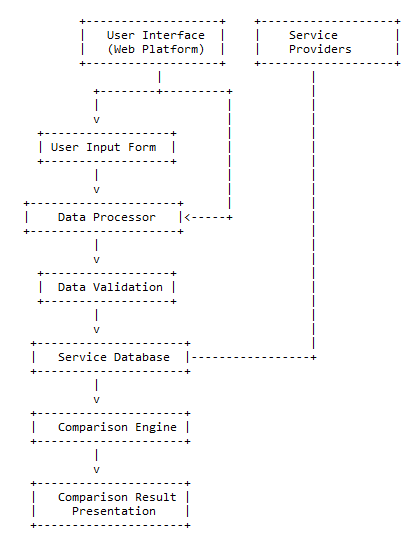 User Interface
(Web Platform)
Service
Providers
User Input Form
Data Processor
Data Validation
Service Database
Comparison Engine
Comparison Result
Presentation